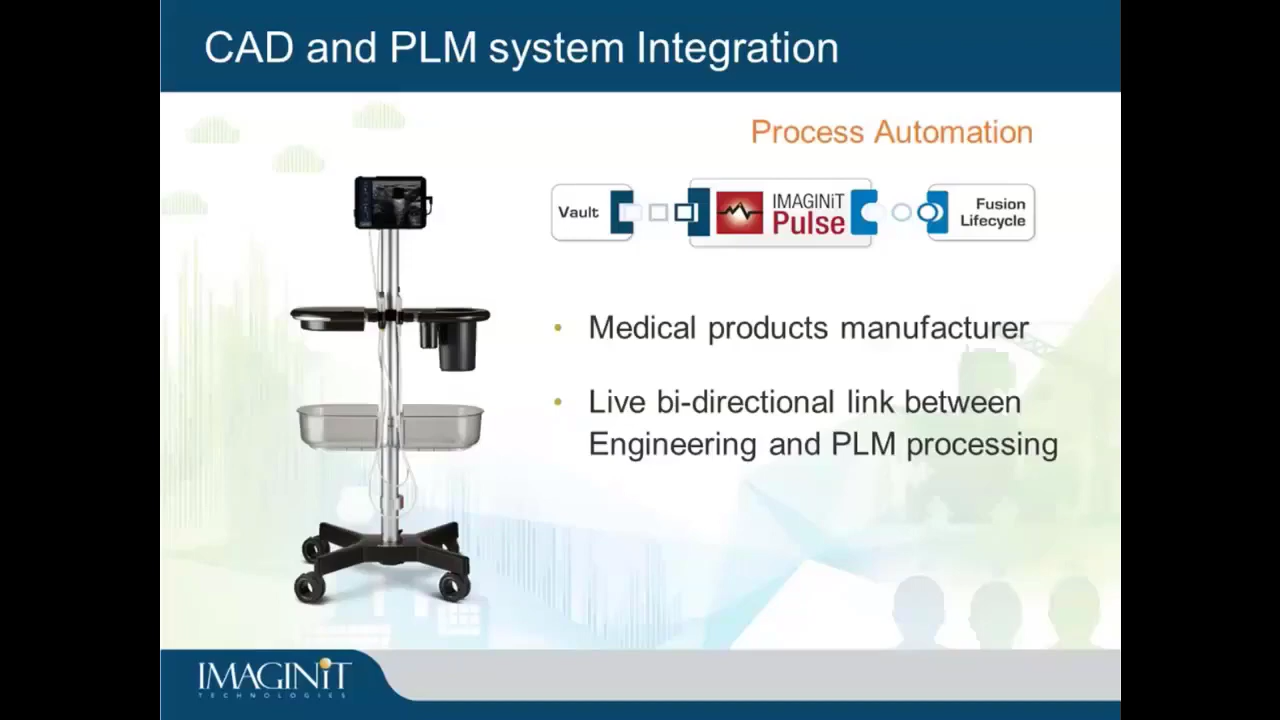 CAD and PLM system Integration
Process Automation
Vault
IMAGINiT
Pulse
Fusion
Lifecycle
• Medical products manufacturer
• Live bi-directional link between
Engineering and PLM processing
IMAGINiT
TECHNOLOGIES